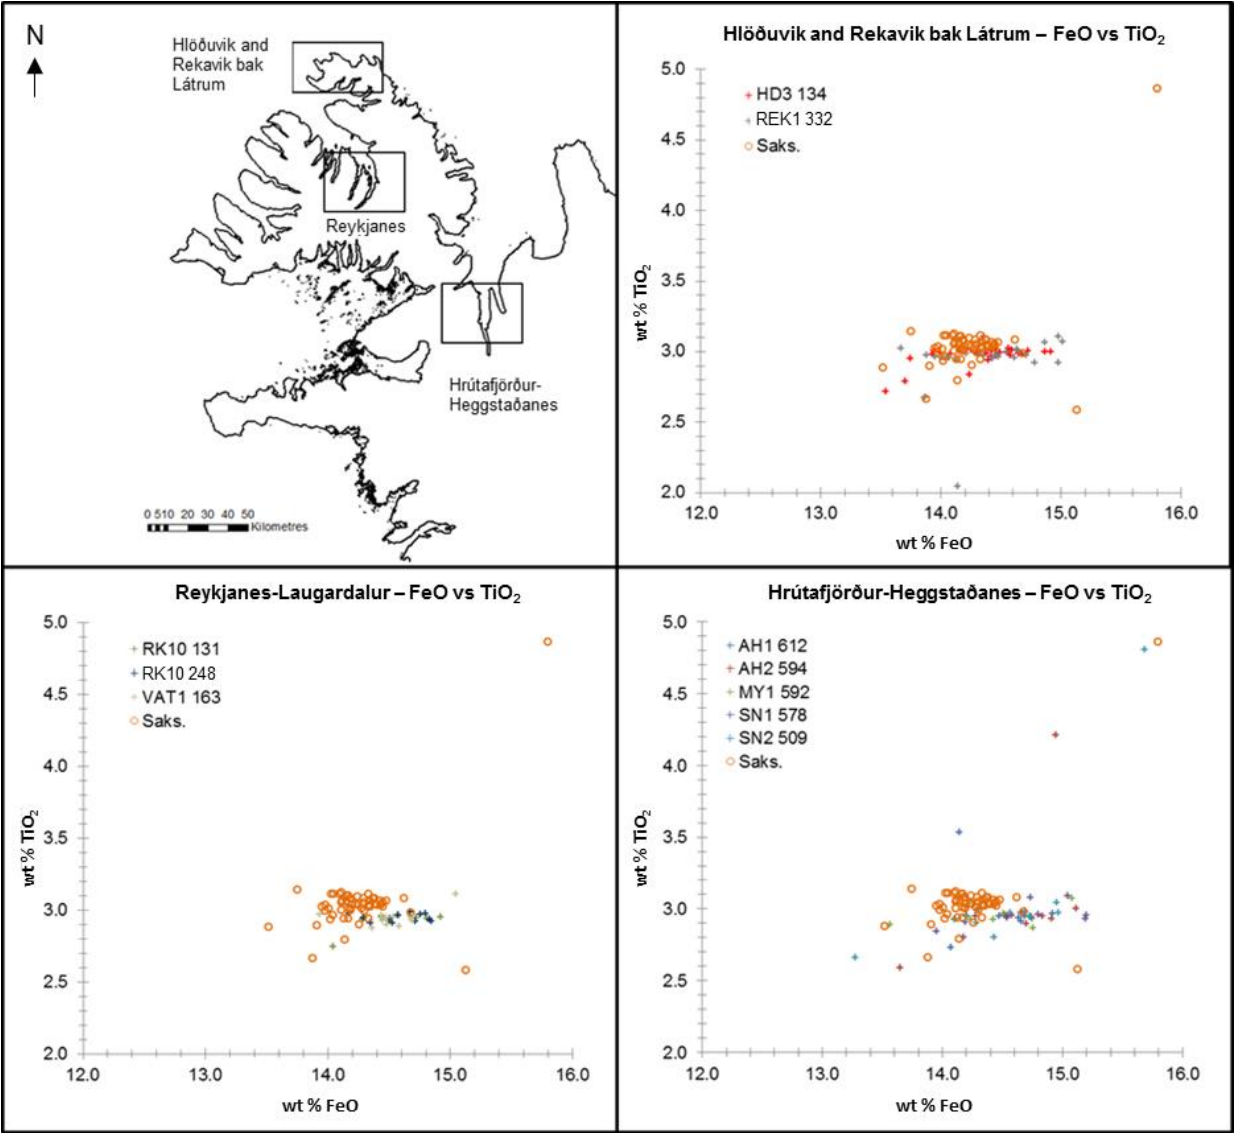 N
Hlöðuvik and
Rekavik bak
Látrum
Reykjanes
Hrútafjörður-
Heggstaðanes
0 510 20 30 40 50
Kilometres
Hlöðuvik and Rekavik bak Látrum – FeO vs TiO2
HD3 134
REK1 332
Saks.
5.0
4.5
4.0
3.5
3.0
2.5
2.0
wt % TiO2
12.0 13.0 14.0 15.0 16.0
wt % FeO
Reykjanes-Laugardalur – FeO vs TiO2
RK10 131
RK10 248
VAT1 163
Saks.
5.0
4.5
4.0
3.5
3.0
2.5
2.0
wt % TiO2
12.0 13.0 14.0 15.0 16.0
wt % FeO
Hrútafjörður-Heggstaðanes – FeO vs TiO2
AH1 612
AH2 594
MY1 592
SN1 578
SN2 509
Saks.
5.0
4.5
4.0
3.5
3.0
2.5
2.0
wt % TiO2
12.0 13.0 14.0 15.0 16.0
wt % FeO